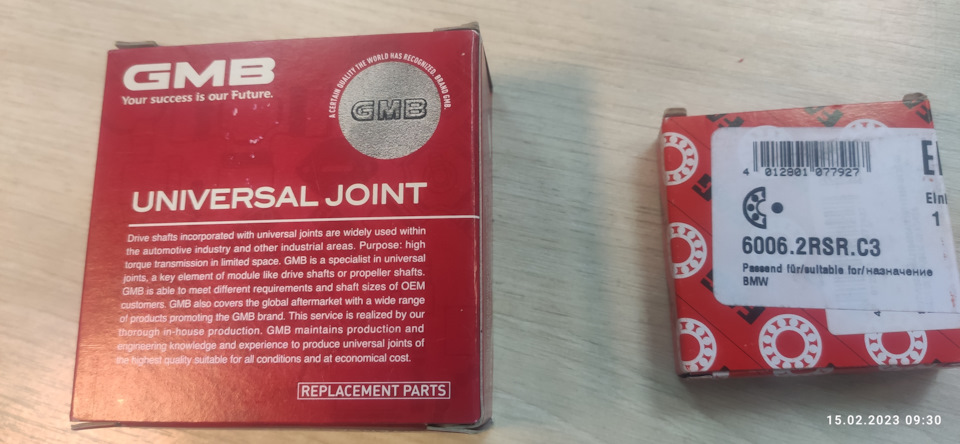 GMB
Your success is our Future.
A CERTAIN QUALITY THE WORLD HAS RECOGNIZED, BRAND GMB.
GMB
UNIVERSAL JOINT
Drive shafts incorporated with universal joints are widely used within
the automotive industry and other industrial areas. Purpose: high
torque transmission in limited space. GMB is a specialist in universal
joints, a key element of module like drive shafts or propeller shafts.
GMB is able to meet different requirements and shaft sizes of OEM
customers. GMB also covers the global aftermarket with a wide range
of products promoting the GMB brand. This service is realized by our
thorough in-house production. GMB maintains production and
engineering knowledge and experience to produce universal joints of
the highest quality suitable for all conditions and at economical cost.
REPLACEMENT PARTS
4 012801 077927
6006.2RSR.C3
Passend für/suitable for/назначение
BMW
1
15.02.2023 09:30